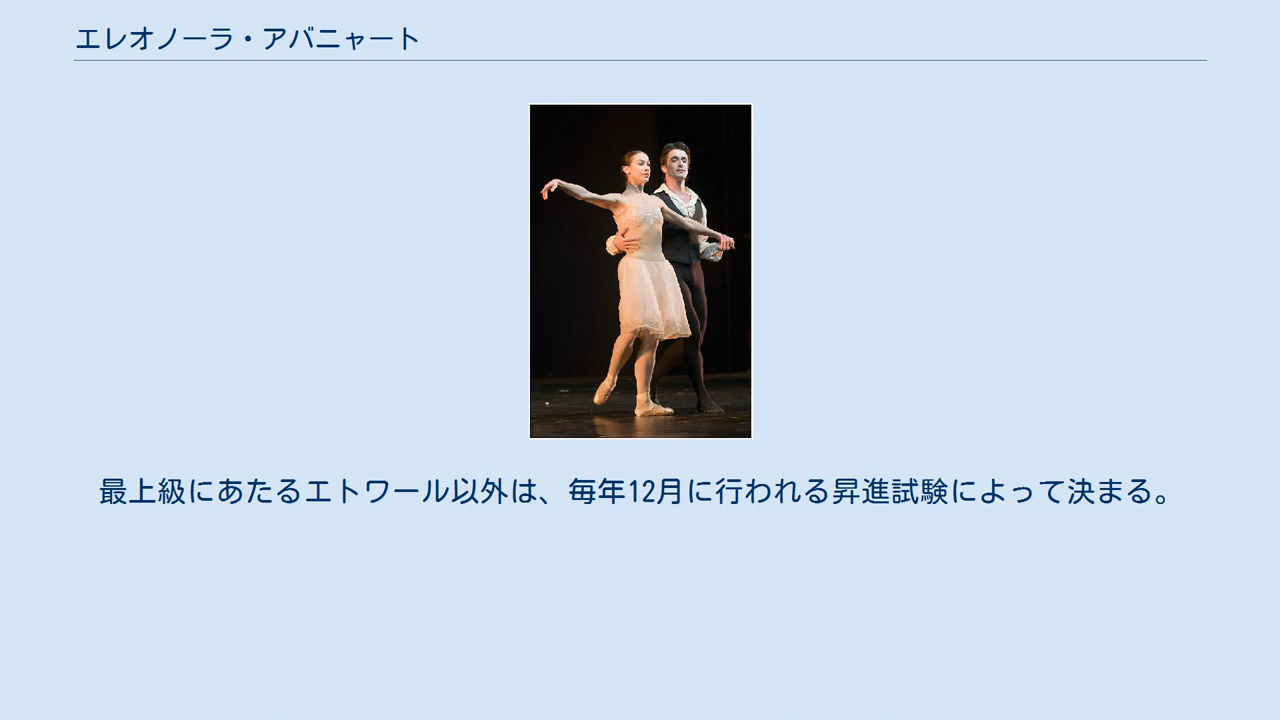 エレオノーラ・アバニャート
最上級にあたるエトワール以外は、毎年12月に行われる昇進試験によって決まる。